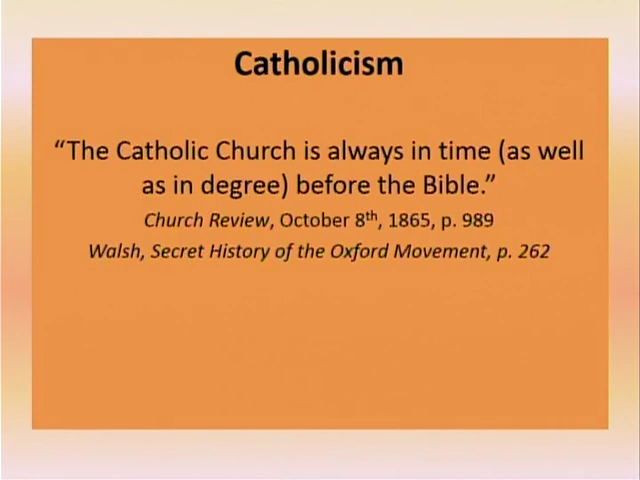 Catholicism
“The Catholic Church is always in time (as well
as in degree) before the Bible.”
Church Review, October 8th, 1865, p. 989
Walsh, Secret History of the Oxford Movement, p. 262